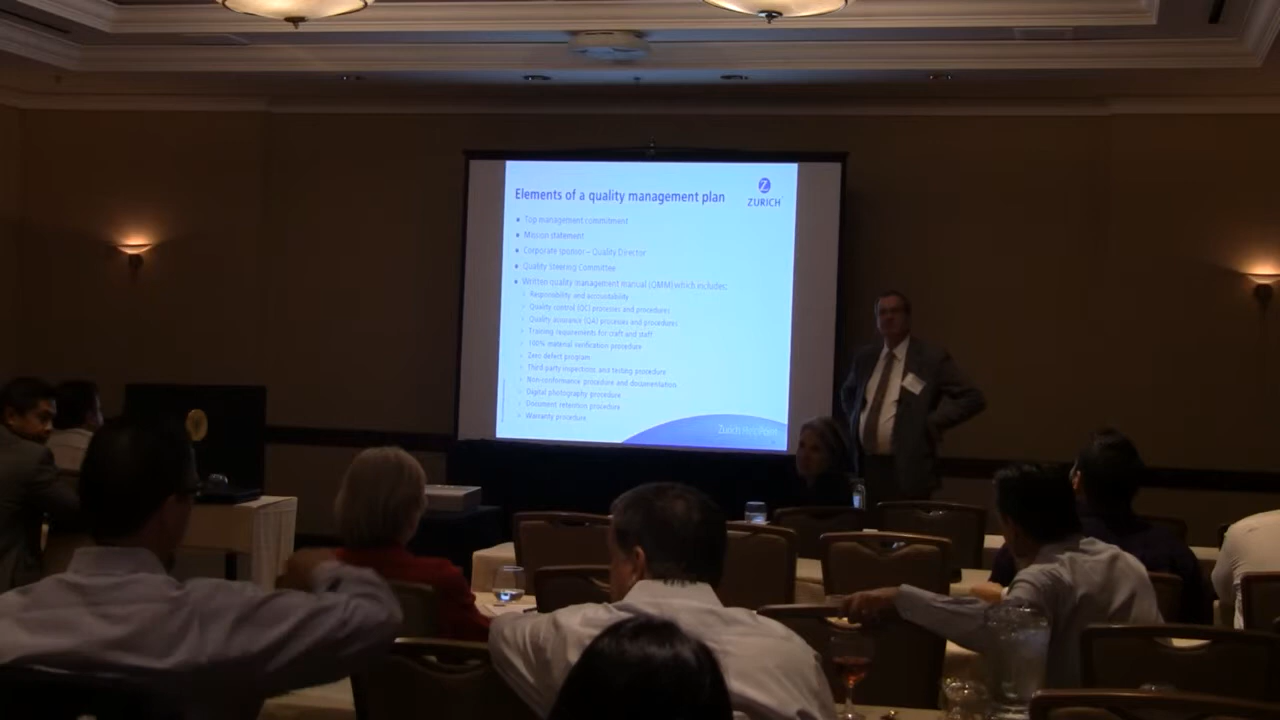 Elements of a quality management plan
ZURICH
Top management commitment
Mission statement
Corporate sponsor – Quality Director
Quality Steering Committee
Written quality management manual (QMM) which includes:
Responsibility and accountability
Quality control (QC) processes and procedures
Quality assurance (QA) processes and procedures
Training requirements for craft and staff
100% material verification procedure
Zero defect program
Third party inspections and testing procedure
Non-conformance procedure and documentation
Digital photography procedure
Document retention procedure
Warranty procedure
Zurich HelpPoint